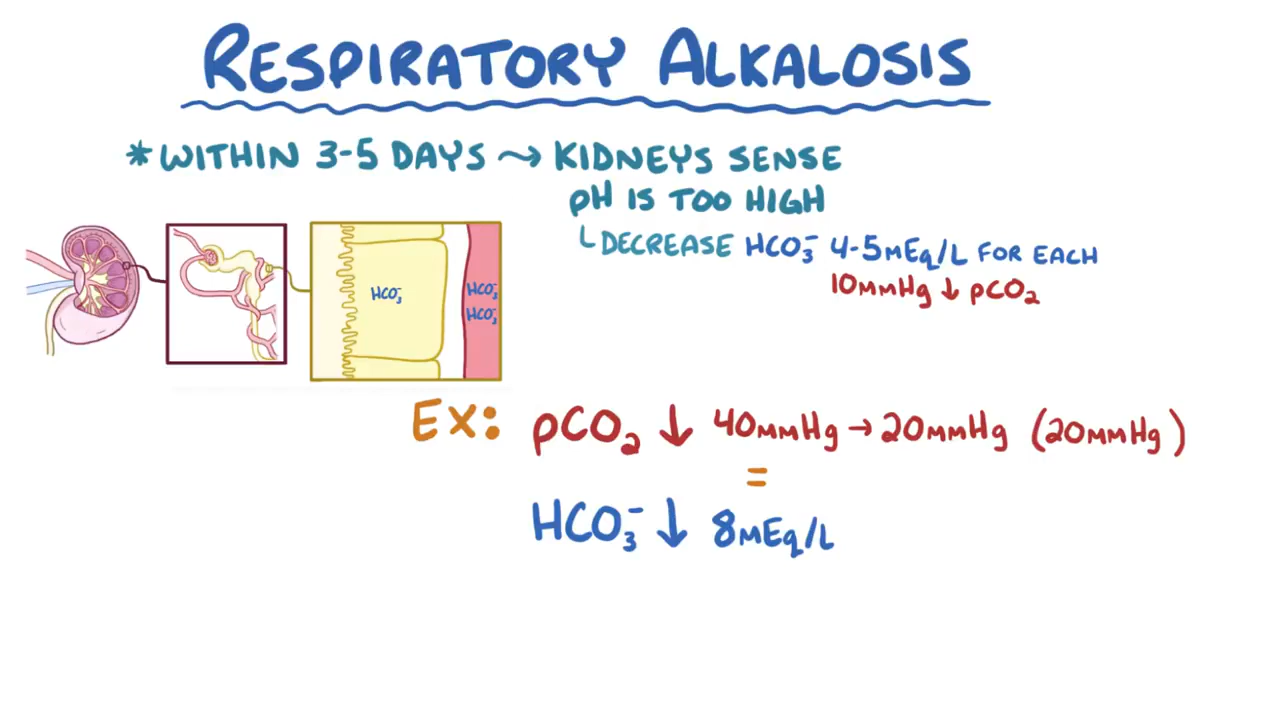 RESPIRATORY ALKALOSIS
* WITHIN 3-5 DAYS → KIDNEYS SENSE
pH IS TOO HIGH
└ DECREASE HCO₃⁻ 4-5mEq/L FOR EACH
10mmHg ↓ pCO₂
HCO₃⁻
HCO₃⁻
HCO₃⁻
EX: pCO₂ ↓ 40mmHg → 20mmHg (20mmHg)
=
HCO₃⁻ ↓ 8mEq/L